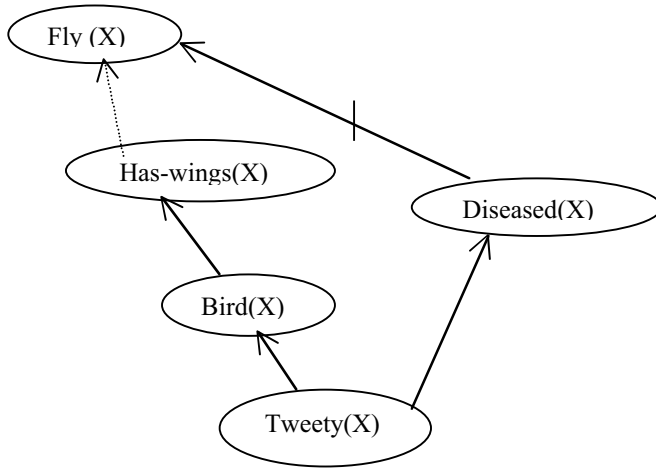 Fly (X)
Has-wings(X)
Diseased(X)
Bird(X)
Tweety(X)